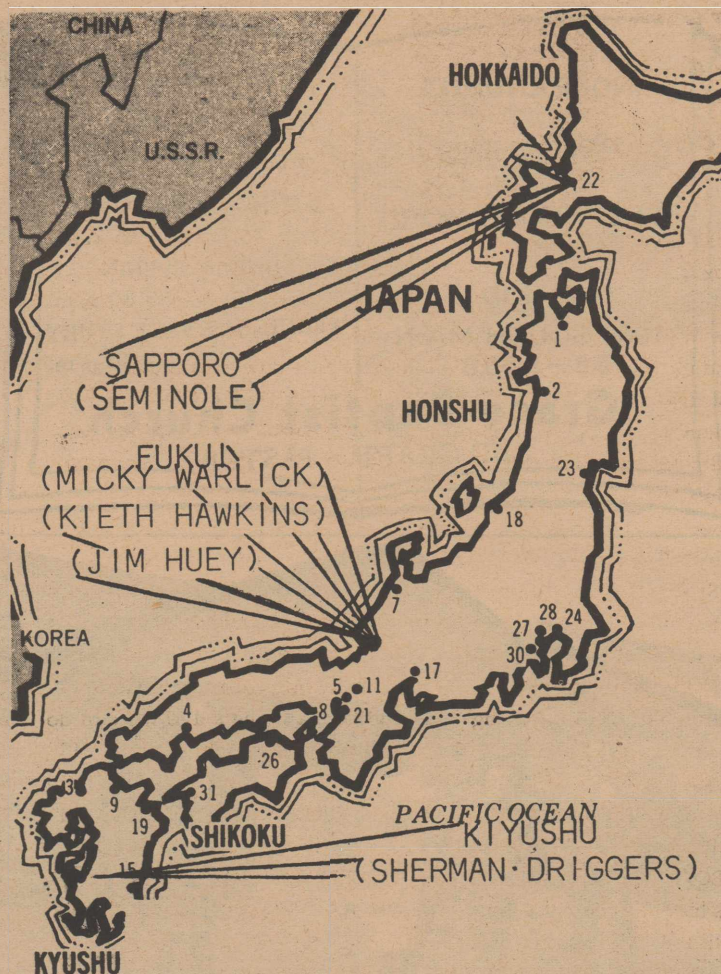 CHINA
HOKKAIDO
U.S.S.R.
22
JAPAN
1
SAPPORO
(SEMINOLE)
2
HONSHU
FUKUI
(MICKY WARLICK)
23
(KIETH HAWKINS)
18
(JIM HUEY)
7
KOREA
27
28
24
30
17
5
11
8
21
4
26
3
9
31
19
SHIKOKU
PACIFIC OCEAN
KIYUSHU
15
(SHERMAN·DRIGGERS)
KYUSHU